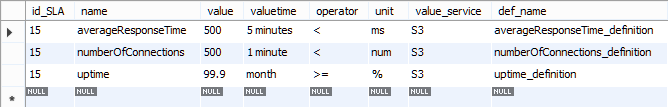 id_SLA name value valuetime operator unit value_service def_name
15 averageResponseTime 500 5 minutes < ms S3 averageResponseTime_definition
15 numberOfConnections 500 1 minute < num S3 numberOfConnections_definition
15 uptime 99.9 month >= % S3 uptime_definition
NULL NULL NULL NULL NULL NULL NULL NULL